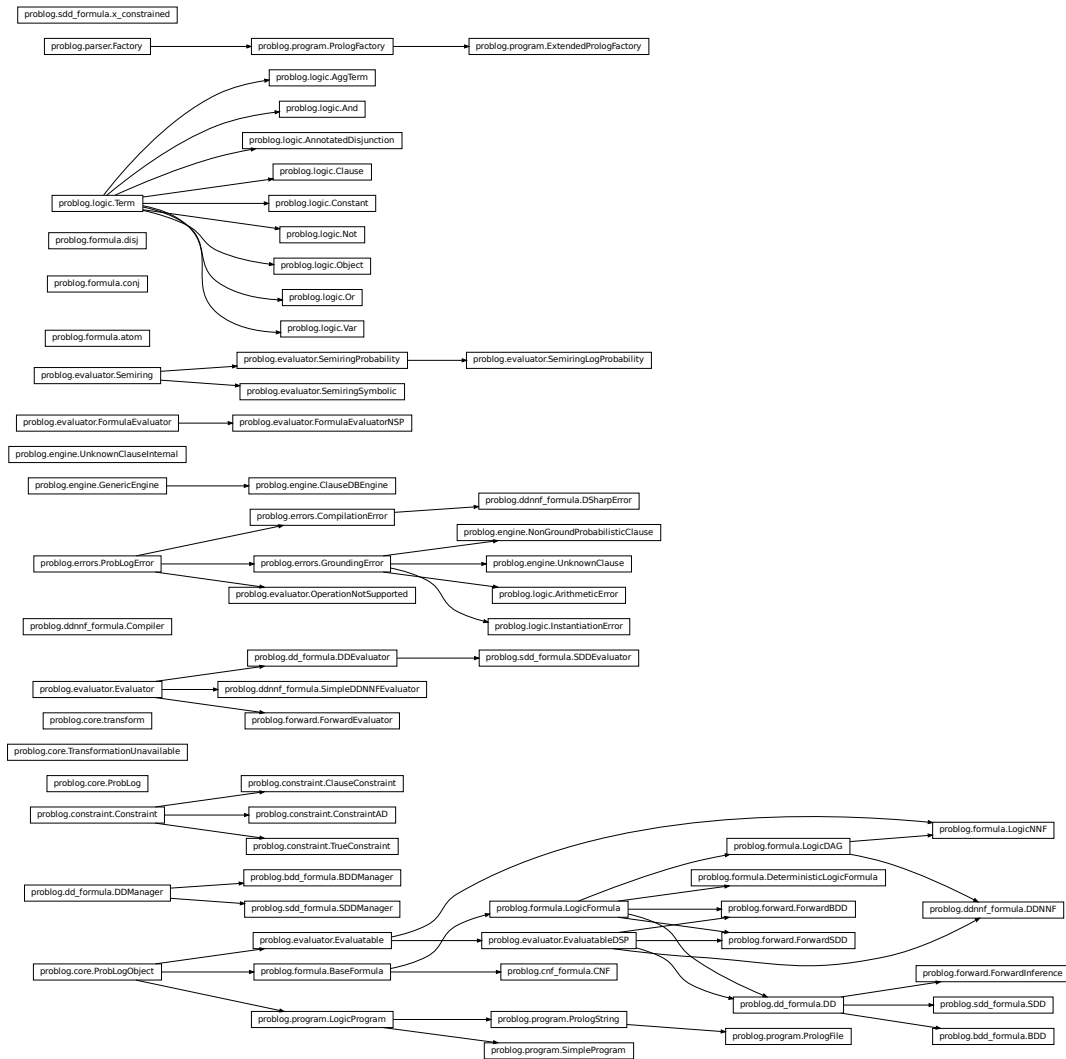 problog.sdd_formula.x_constrained
problog.parser.Factory
problog.program.PrologFactory
problog.program.ExtendedPrologFactory
problog.logic.AggTerm
problog.logic.And
problog.logic.AnnotatedDisjunction
problog.logic.Clause
problog.logic.Term
problog.logic.Constant
problog.logic.Not
problog.formula.disj
problog.logic.Object
problog.formula.conj
problog.logic.Or
problog.logic.Var
problog.formula.atom
problog.evaluator.SemiringProbability
problog.evaluator.SemiringLogProbability
problog.evaluator.Semiring
problog.evaluator.SemiringSymbolic
problog.evaluator.FormulaEvaluator
problog.evaluator.FormulaEvaluatorNSP
problog.engine.UnknownClauseInternal
problog.engine.GenericEngine
problog.engine.ClauseDBEngine
problog.ddnnf_formula.DSharpError
problog.errors.CompilationError
problog.engine.NonGroundProbabilisticClause
problog.errors.ProbLogError
problog.errors.GroundingError
problog.engine.UnknownClause
problog.evaluator.OperationNotSupported
problog.logic.ArithmeticError
problog.ddnnf_formula.Compiler
problog.logic.InstantiationError
problog.dd_formula.DDEvaluator
problog.sdd_formula.SDDEvaluator
problog.evaluator.Evaluator
problog.ddnnf_formula.SimpleDDNNFEvaluator
problog.core.transform
problog.forward.ForwardEvaluator
problog.core.TransformationUnavailable
problog.core.ProbLog
problog.constraint.ClauseConstraint
problog.constraint.Constraint
problog.constraint.ConstraintAD
problog.formula.LogicNNF
problog.constraint.TrueConstraint
problog.formula.LogicDAG
problog.bdd_formula.BDDManager
problog.formula.DeterministicLogicFormula
problog.dd_formula.DDManager
problog.sdd_formula.SDDManager
problog.formula.LogicFormula
problog.forward.ForwardBDD
problog.ddnnf_formula.DDNNF
problog.evaluator.Evaluatable
problog.evaluator.EvaluatableDSP
problog.forward.ForwardSDD
problog.core.ProbLogObject
problog.formula.BaseFormula
problog.cnf_formula.CNF
problog.forward.ForwardInference
problog.dd_formula.DD
problog.sdd_formula.SDD
problog.program.LogicProgram
problog.program.PrologString
problog.program.PrologFile
problog.bdd_formula.BDD
problog.program.SimpleProgram